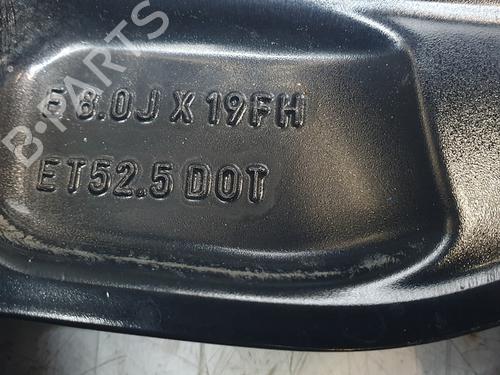 B-PARTS
E 8.0J X 19FH
ET52.5 DOT